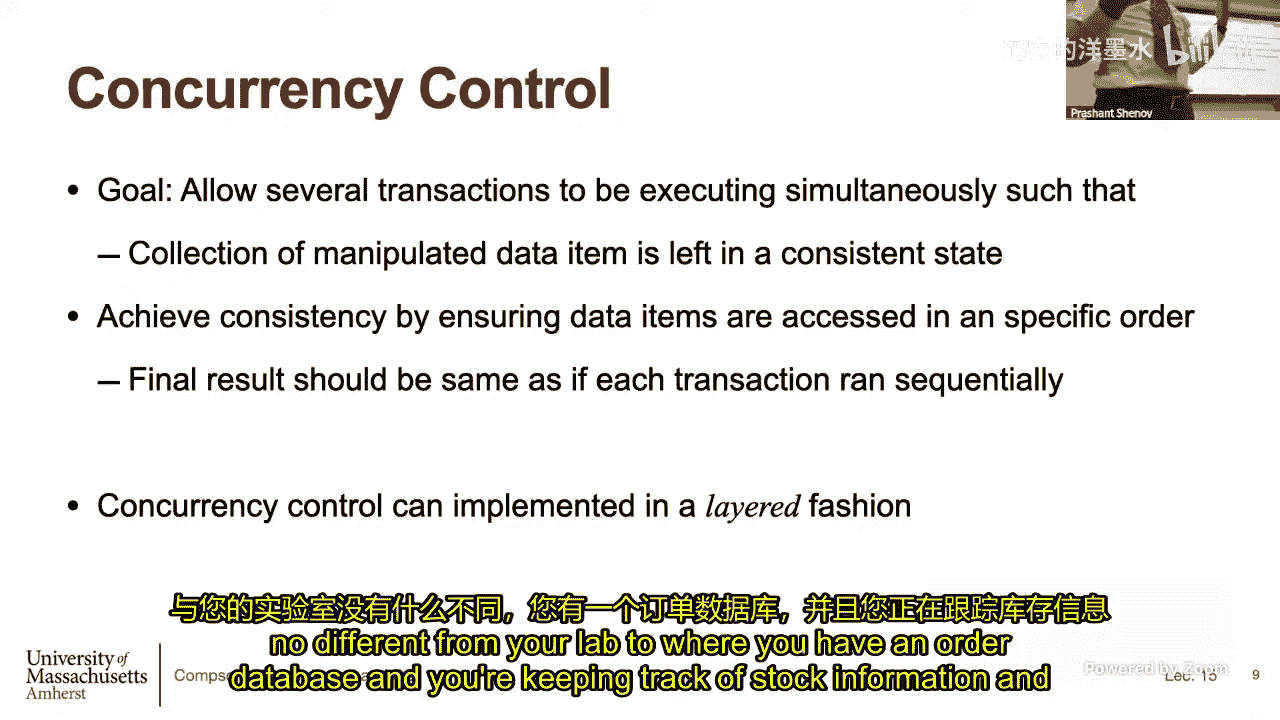 Concurrency Control
的洋墨水 bilibili
Prashant Shenoy
• Goal: Allow several transactions to be executing simultaneously such that
– Collection of manipulated data item is left in a consistent state
• Achieve consistency by ensuring data items are accessed in an specific order
– Final result should be same as if each transaction ran sequentially
• Concurrency control can implemented in a layered fashion
与您的实验室没有什么不同，您有一个订单数据库，并且您正在跟踪库存信息
no different from your lab to where you have an order
database and you're keeping track of stock information and
University of
Massachusetts
Amherst
Compsc
Powered by Zoom
Lec. 15
9